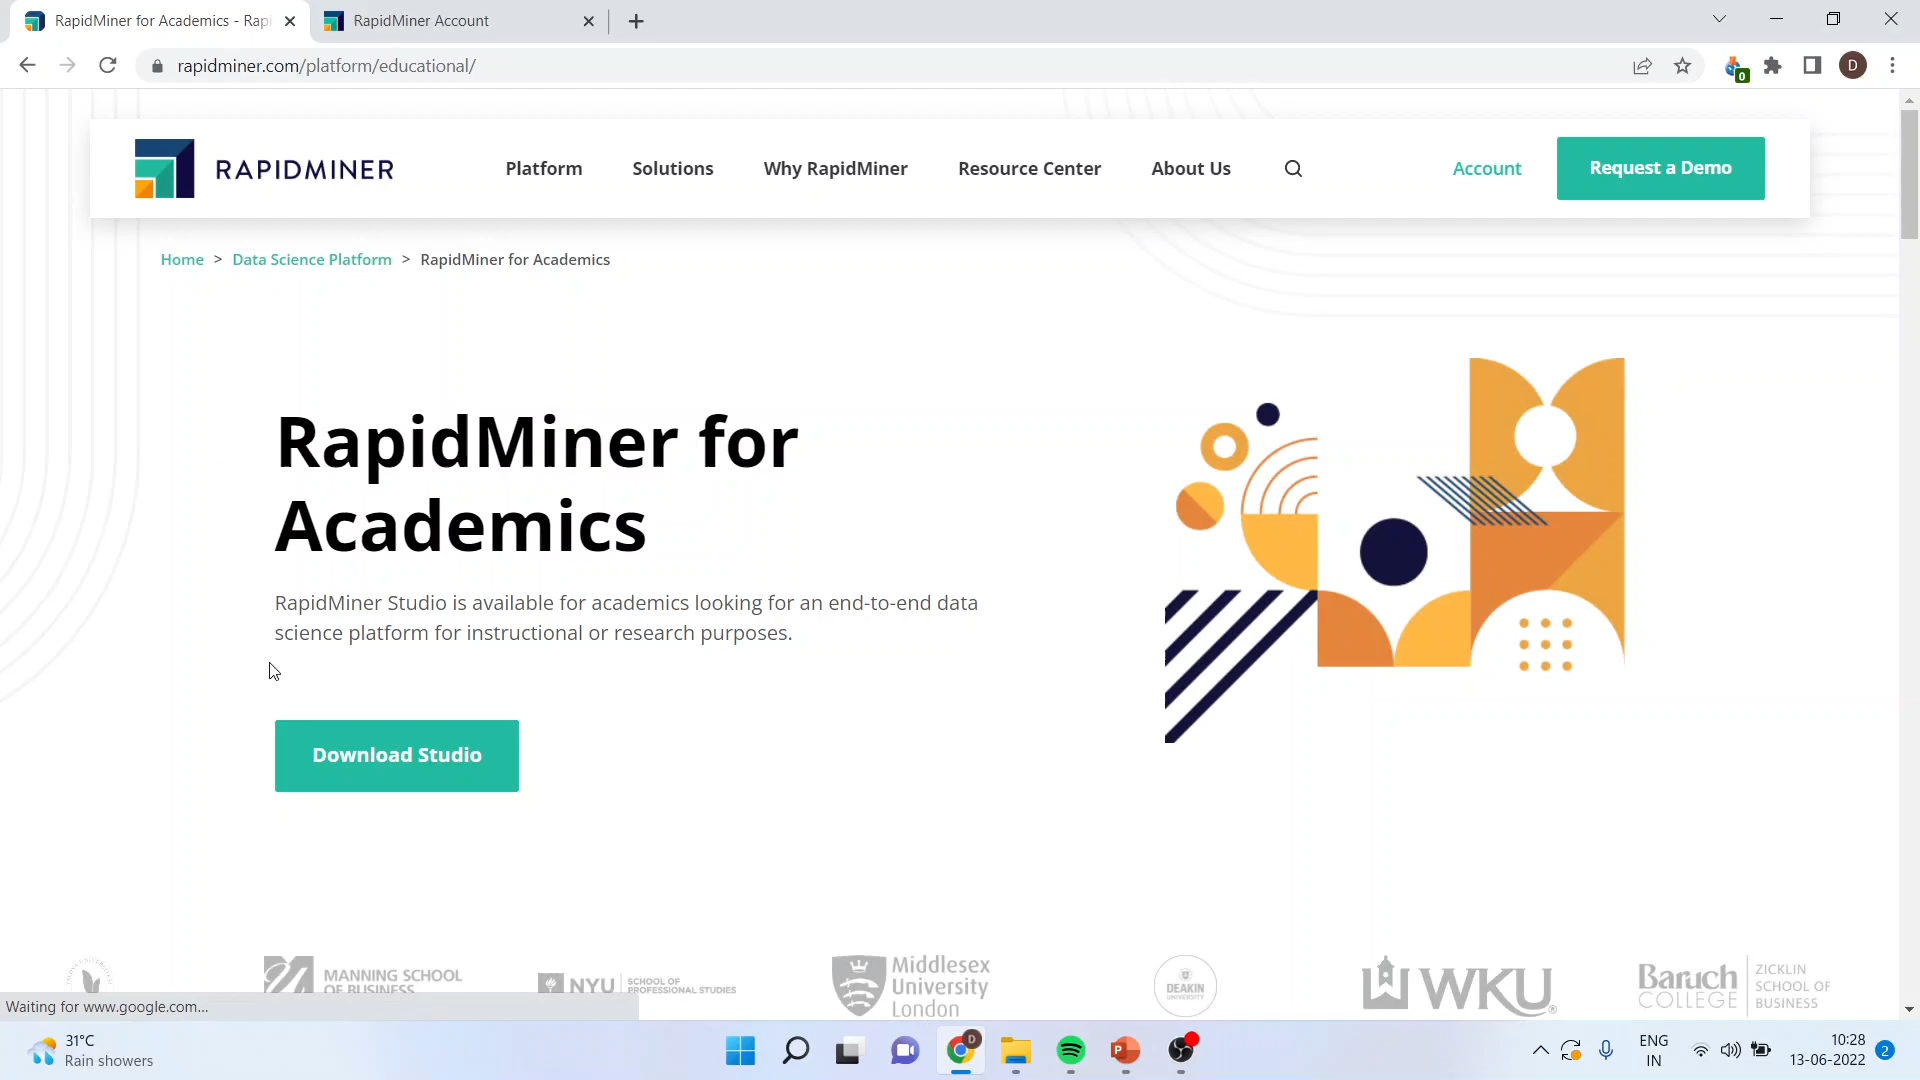 RapidMiner for Academics - Rapi
RapidMiner Account
rapidminer.com/platform/educational/
0
D
RAPIDMINER
Platform
Solutions
Why RapidMiner
Resource Center
About Us
Account
Request a Demo
Home > Data Science Platform > RapidMiner for Academics
RapidMiner for
Academics
RapidMiner Studio is available for academics looking for an end-to-end data
science platform for instructional or research purposes.
Download Studio
MANNING SCHOOL
OF BUSINESS
NYU
SCHOOL OF
PROFESSIONAL STUDIES
Middlesex
University
London
DEAKIN
UNIVERSITY
WKU®
Baruch
COLLEGE
ZICKLIN
SCHOOL OF
BUSINESS
Waiting for www.google.com...
31°C
Rain showers
D
P
ENG
IN
10:28
13-06-2022
2